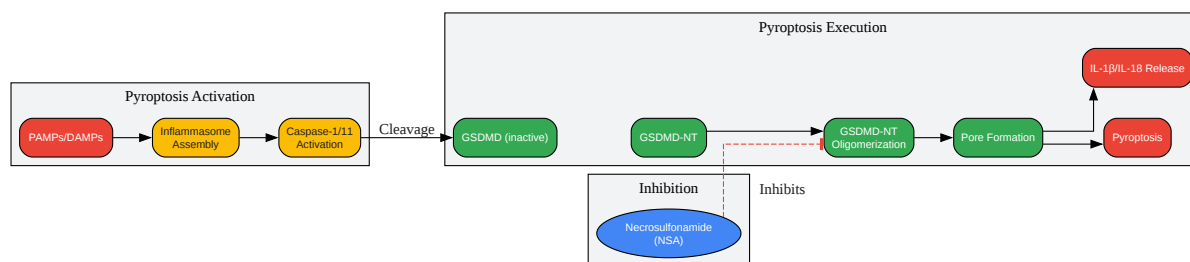 Pyroptosis Execution
IL-1β/IL-18 Release
Pyroptosis Activation
PAMPs/DAMPs
Inflammasome
Assembly
Caspase-1/11
Activation
Cleavage
GSDMD (inactive)
GSDMD-NT
GSDMD-NT
Oligomerization
Pore Formation
Pyroptosis
Inhibition
Inhibits
Necrosulfonamide
(NSA)